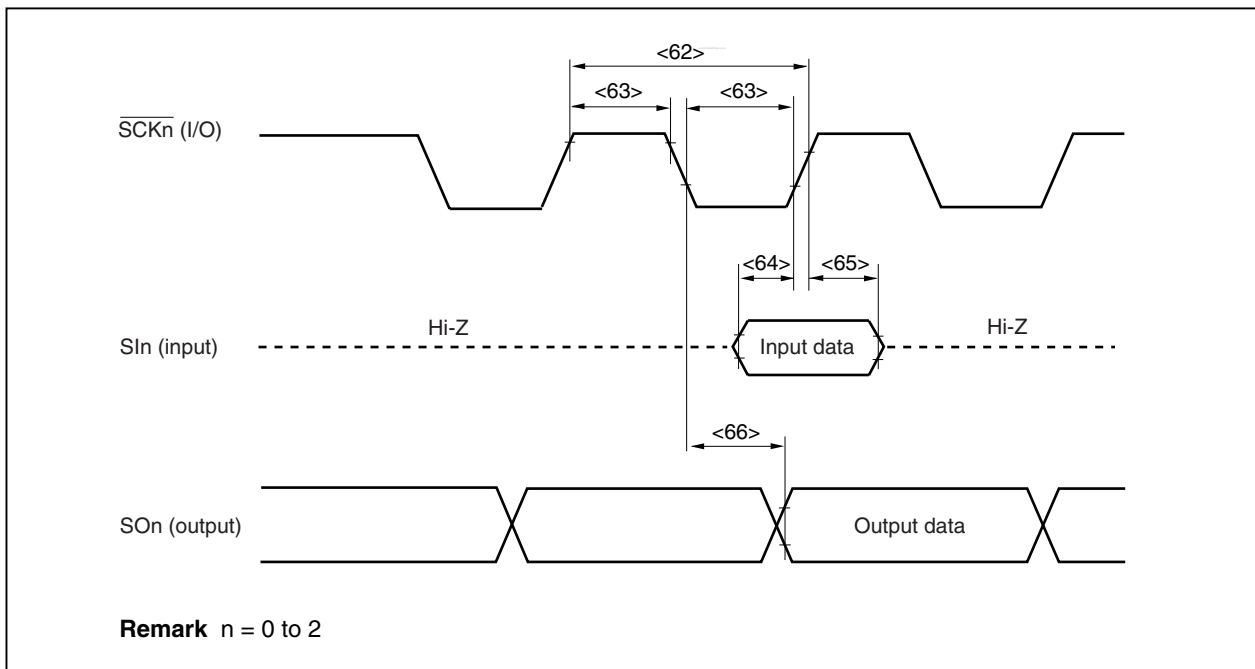 <62>
<63> <63>
SCKn (I/O)
<64> <65>
Hi-Z Hi-Z
SIn (input) Input data
<66>
SOn (output) Output data
Remark n = 0 to 2